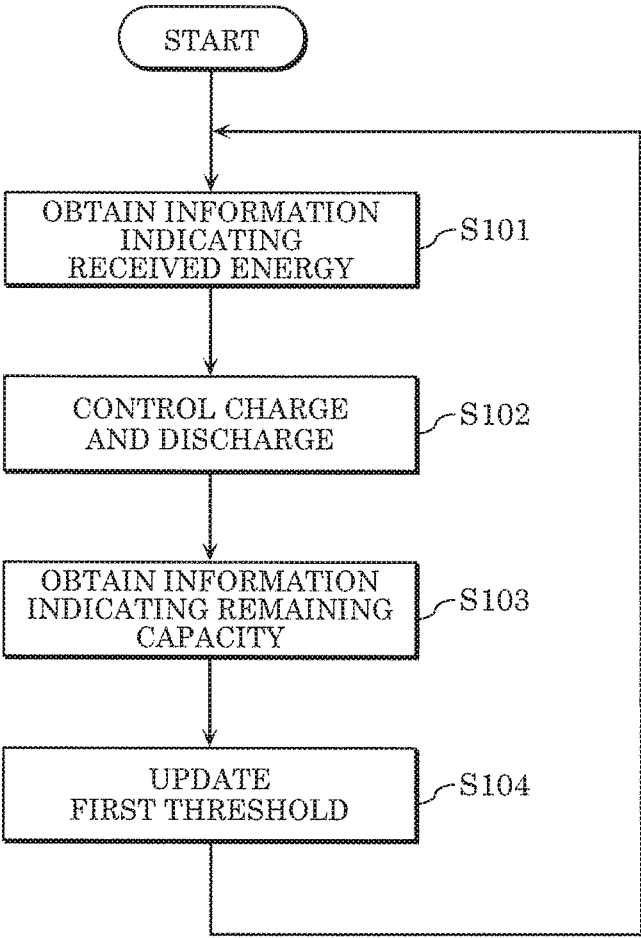 START
OBTAIN INFORMATION
INDICATING
RECEIVED ENERGY
S101
CONTROL CHARGE
AND DISCHARGE
S102
OBTAIN INFORMATION
INDICATING REMAINING
CAPACITY
S103
UPDATE
FIRST THRESHOLD
S104